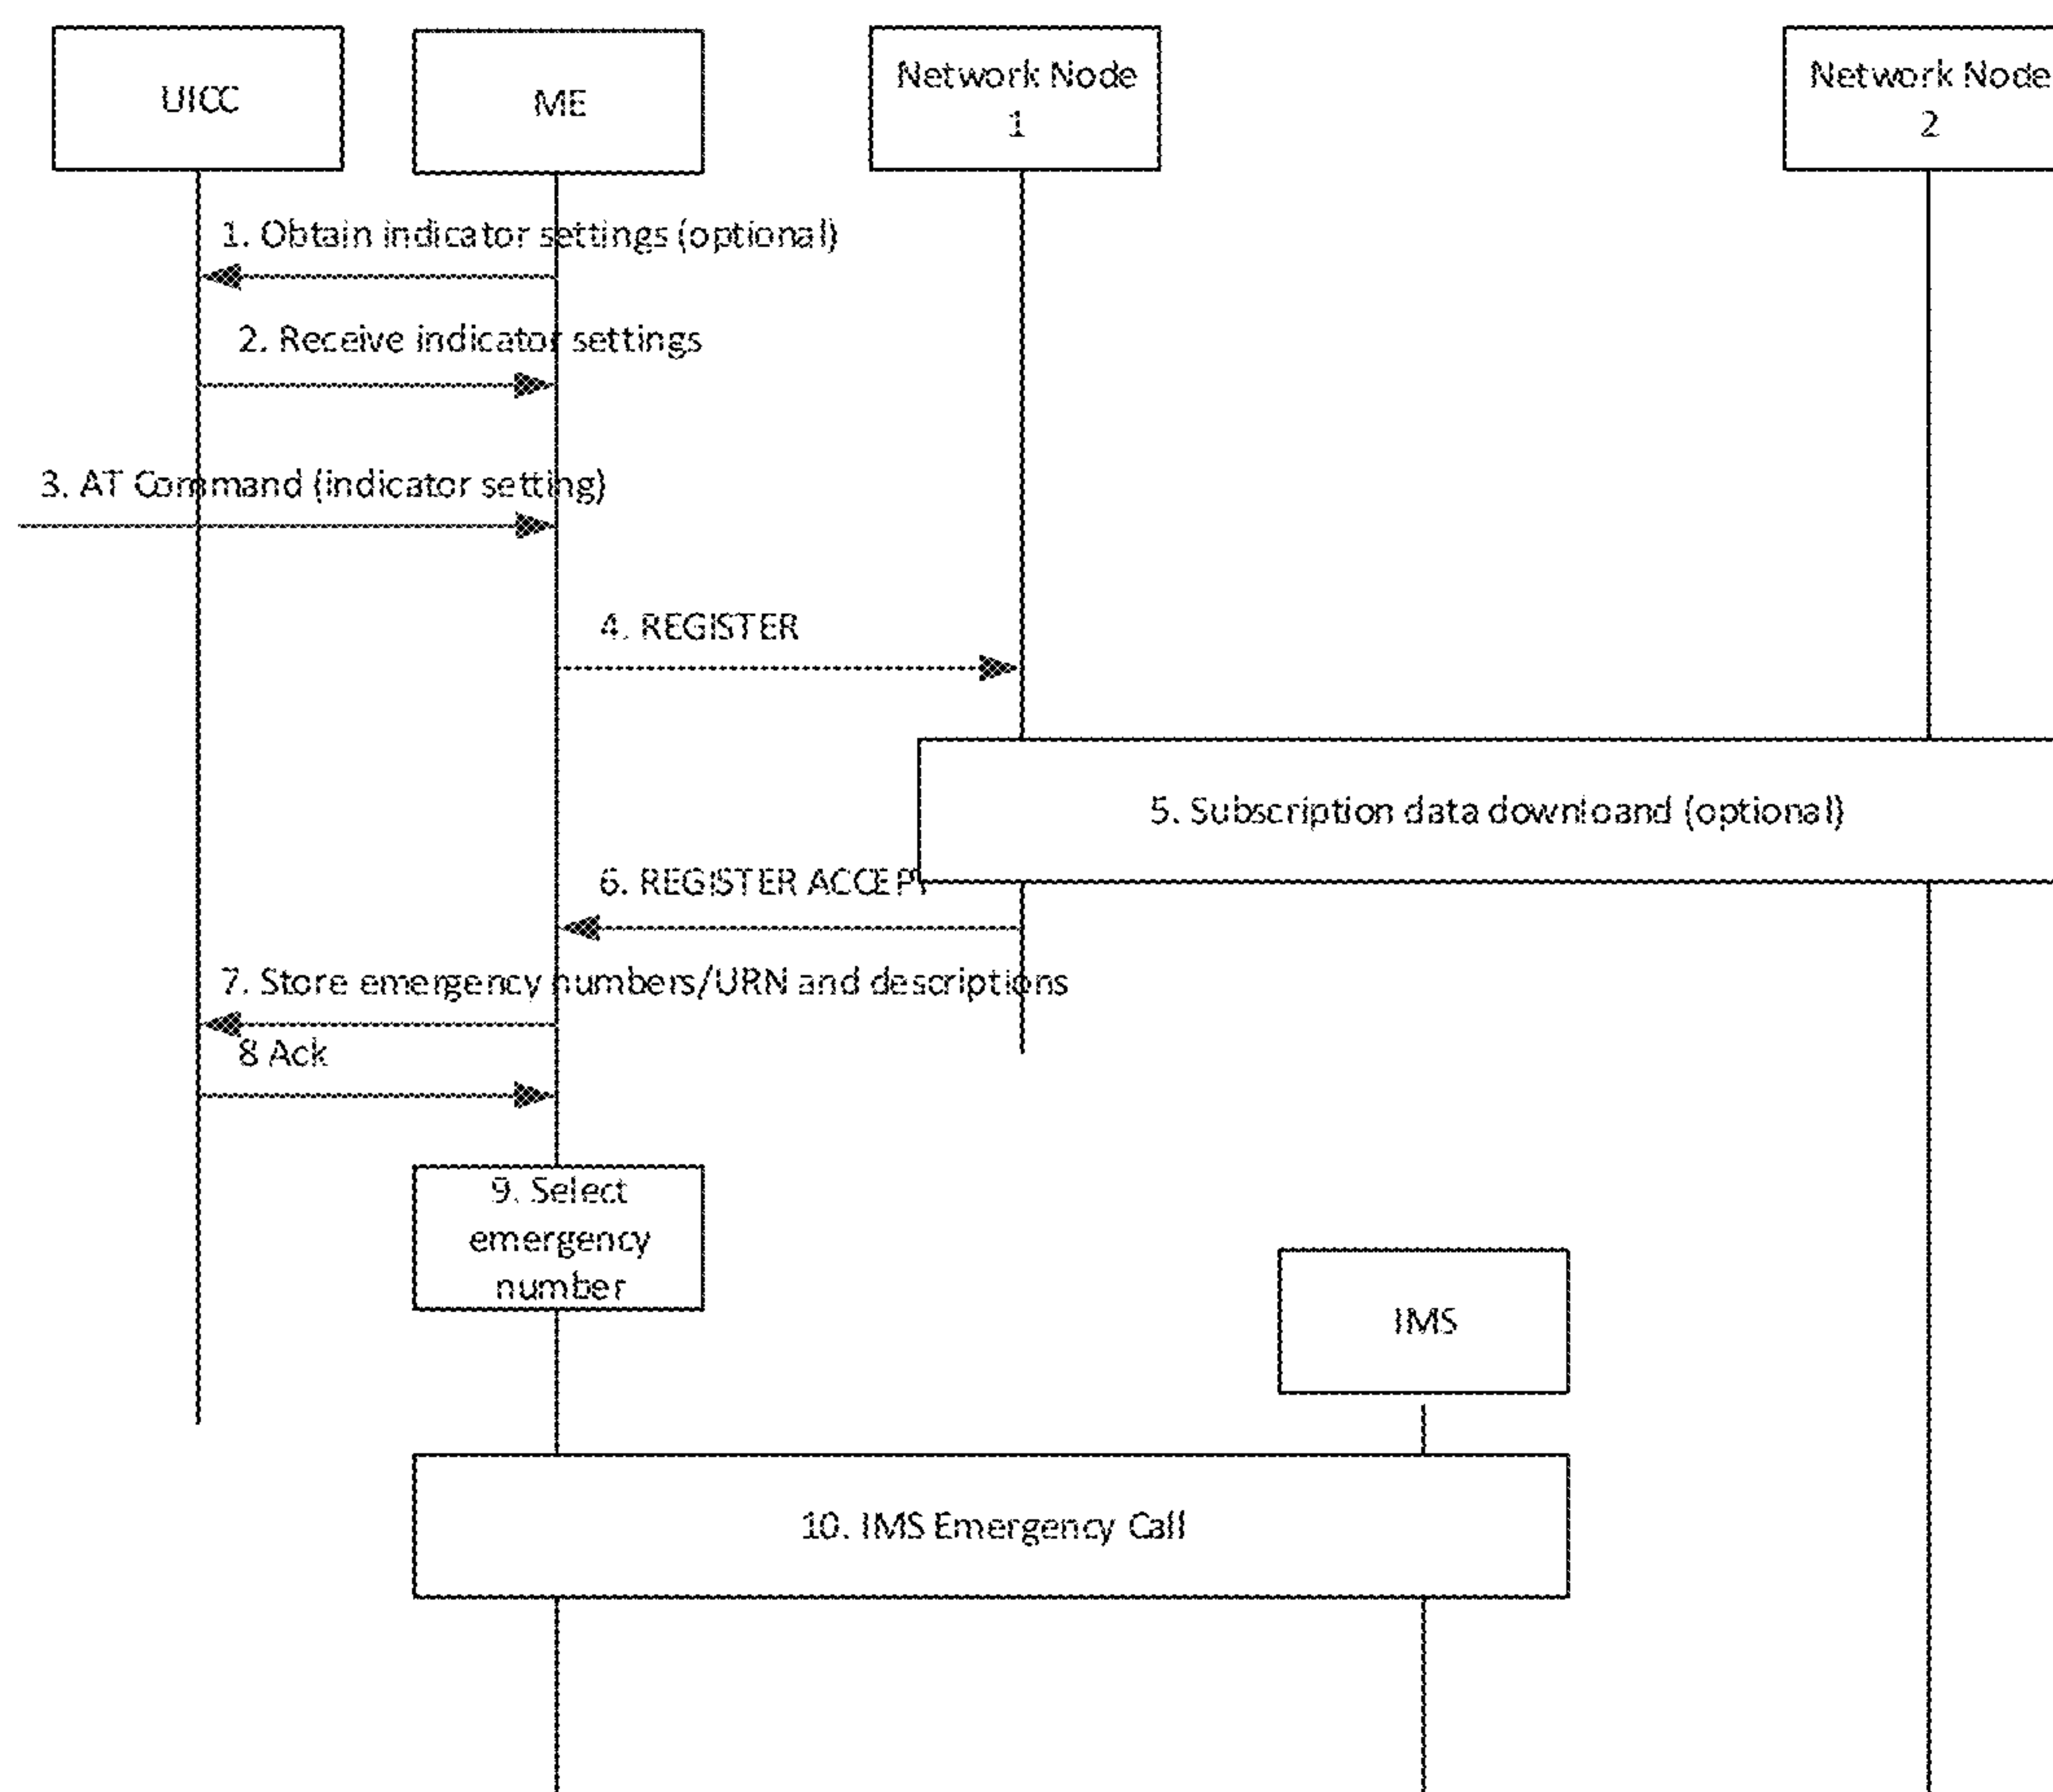 UICC
ME
Network Node
1
Network Node
2
1. Obtain indicator settings (optional)
2. Receive indicator settings
3. AT Command (indicator setting)
4. REGISTER
5. Subscription data downloand (optional)
6. REGISTER ACCEPT
7. Store emergency numbers/URN and descriptions
8 Ack
9. Select
emergency
number
IMS
10. IMS Emergency Call